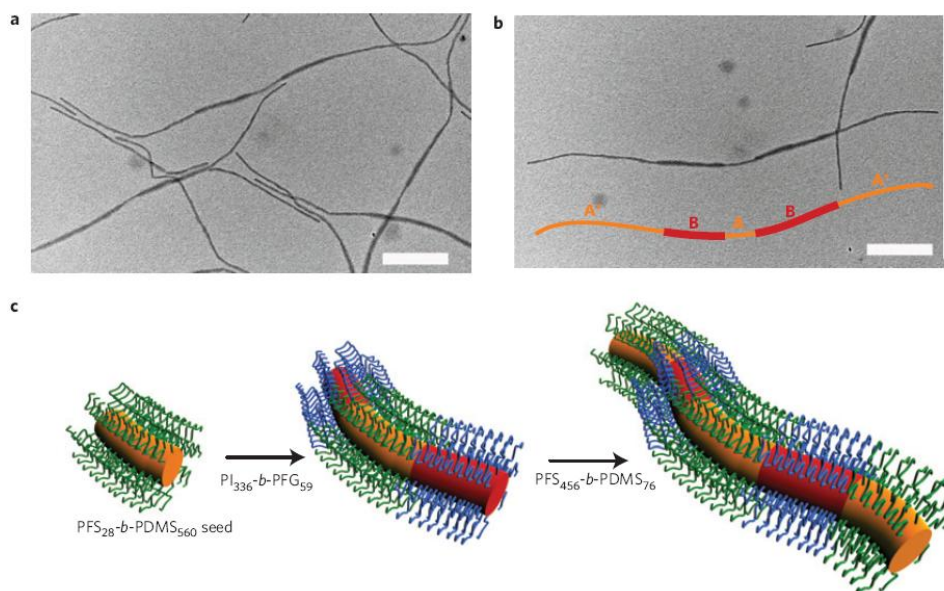 a
b
A" B A B A"
c
PI₃₃₆-b-PFG₅₉
PFS₄₅₆-b-PDMS₇₆
PFS₂₈-b-PDMS₅₆₀ seed